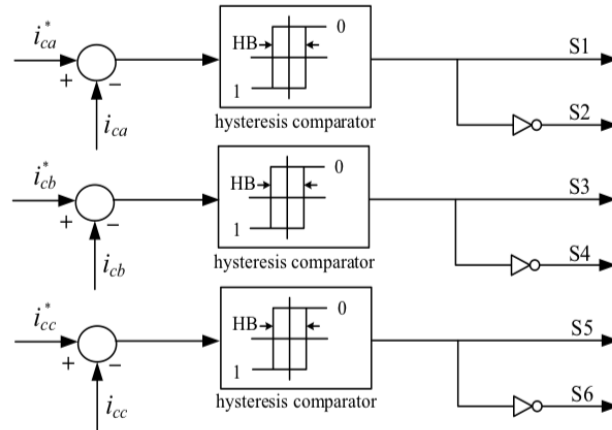 i*ca
+
−
ica
HB
0
1
hysteresis comparator
S1
S2
i*cb
+
−
icb
HB
0
1
hysteresis comparator
S3
S4
i*cc
+
−
icc
HB
0
1
hysteresis comparator
S5
S6